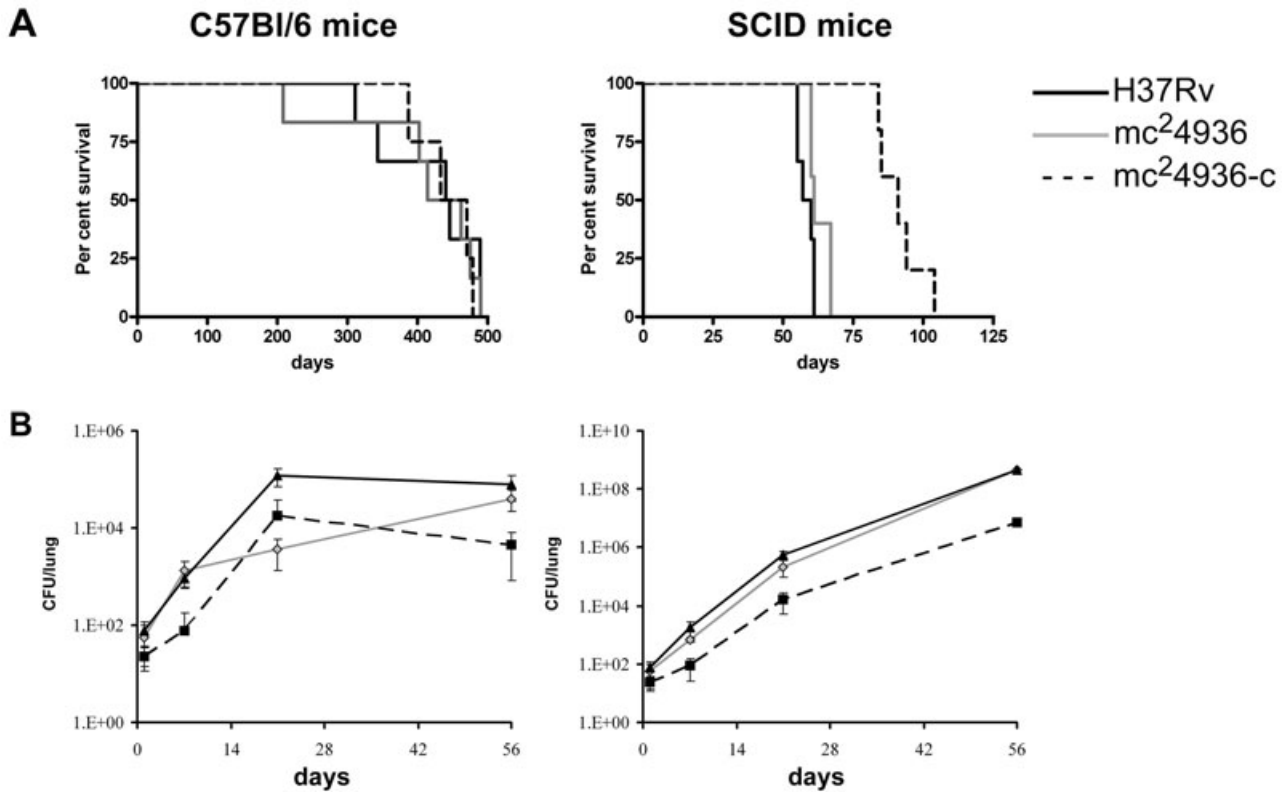 A
C57Bl/6 mice
SCID mice
Per cent survival
100
75
50
25
0
0 100 200 300 400 500
days
Per cent survival
100
75
50
25
0
0 25 50 75 100 125
days
H37Rv
mc²4936
mc²4936-c
B
CFU/lung
1.E+06
1.E+04
1.E+02
1.E+00
0 14 28 42 56
days
CFU/lung
1.E+10
1.E+08
1.E+06
1.E+04
1.E+02
1.E+00
0 14 28 42 56
days